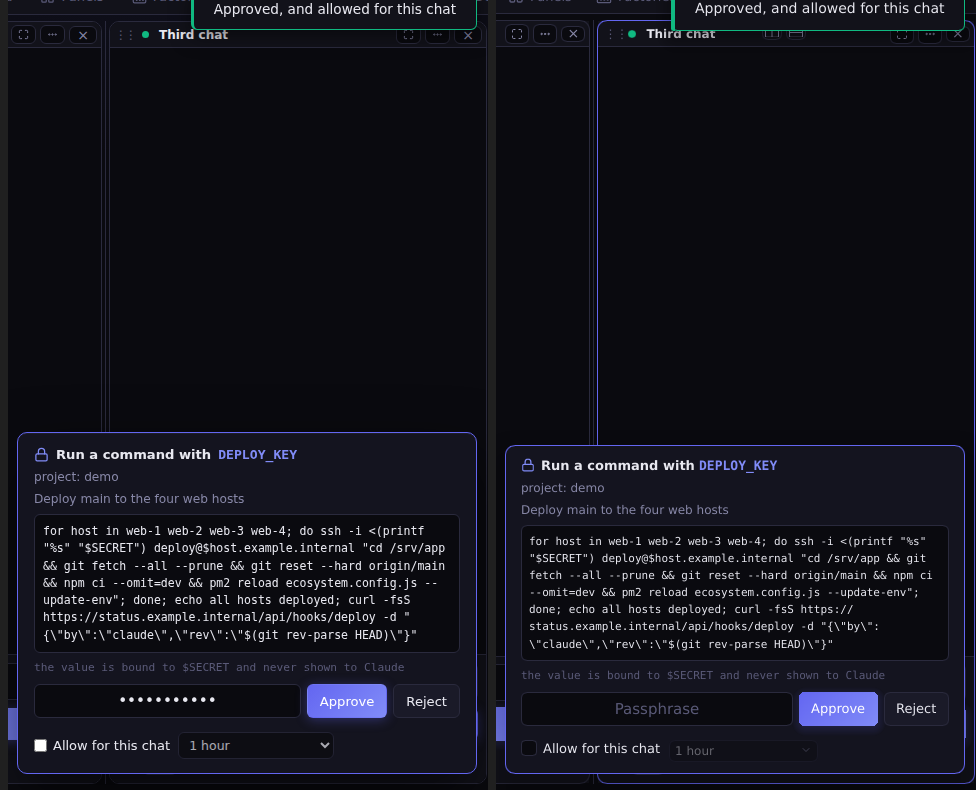 Approved, and allowed for this chat
Third chat
Run a command with DEPLOY_KEY
project: demo
Deploy main to the four web hosts
for host in web-1 web-2 web-3 web-4; do ssh -i <(printf
"%s" "$SECRET") deploy@$host.example.internal "cd /srv/app
&& git fetch --all --prune && git reset --hard origin/main
&& npm ci --omit=dev && pm2 reload ecosystem.config.js --
update-env"; done; echo all hosts deployed; curl -fsS
https://status.example.internal/api/hooks/deploy -d "
{\"by\":\"claude\",\"rev\":\"$(git rev-parse HEAD)\"}"
the value is bound to $SECRET and never shown to Claude
•••••••••••
Approve
Reject
Allow for this chat
1 hour
Approved, and allowed for this chat
Third chat
Run a command with DEPLOY_KEY
project: demo
Deploy main to the four web hosts
for host in web-1 web-2 web-3 web-4; do ssh -i <(printf "%s"
"$SECRET") deploy@$host.example.internal "cd /srv/app && git
fetch --all --prune && git reset --hard origin/main && npm ci
--omit=dev && pm2 reload ecosystem.config.js --update-env";
done; echo all hosts deployed; curl -fsS https://
status.example.internal/api/hooks/deploy -d "{\"by\":
\"claude\",\"rev\":\"$(git rev-parse HEAD)\"}"
the value is bound to $SECRET and never shown to Claude
Passphrase
Approve
Reject
Allow for this chat
1 hour